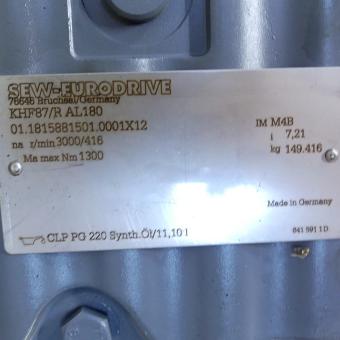 SEW-EURODRIVE
76646 Bruchsal/Germany
KHF87/R AL180
01.1815881501.0001X12
IM M4B
na r/min 3000/416
i 7,21
Ma max Nm 1300
kg 149.416
Made in Germany
CLP PG 220 Synth.Öl/11,10 l
641 591 1 D